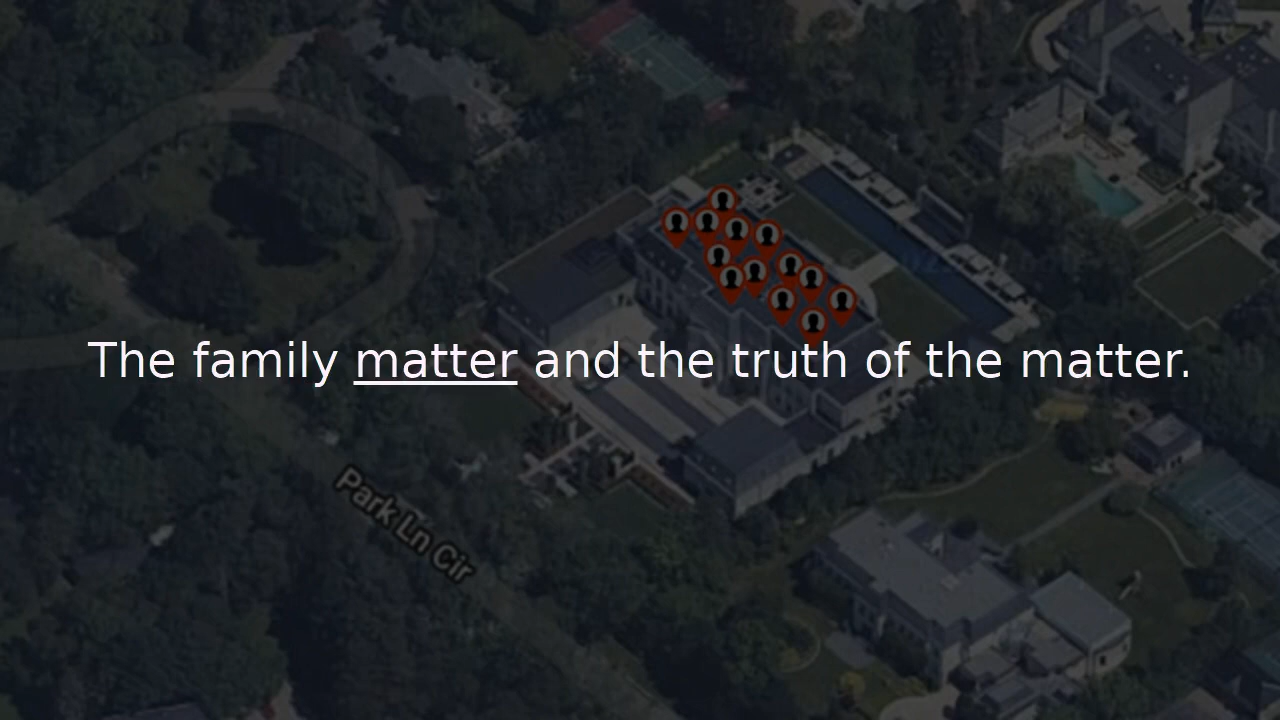 The family matter and the truth of the matter.
Park Ln Cir